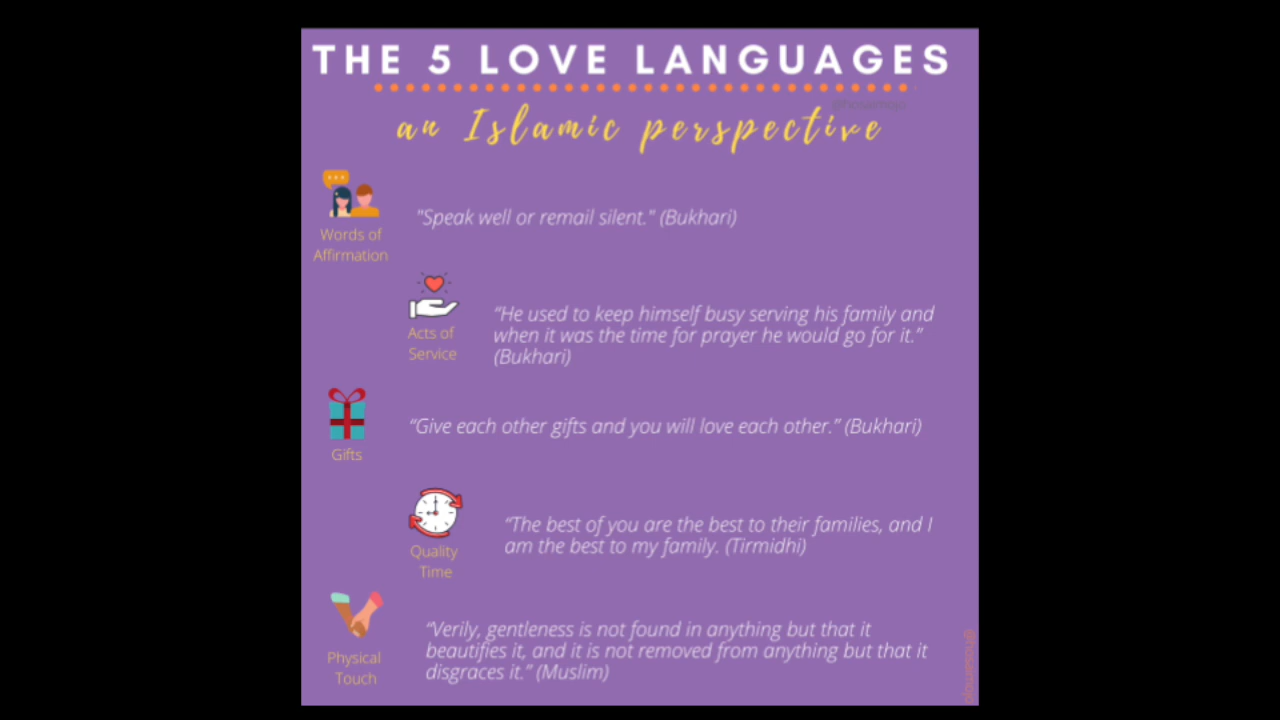 THE 5 LOVE LANGUAGES
an Islamic perspective
Words of
Affirmation
"Speak well or remail silent." (Bukhari)
Acts of
Service
“He used to keep himself busy serving his family and
when it was the time for prayer he would go for it.”
(Bukhari)
Gifts
“Give each other gifts and you will love each other.” (Bukhari)
Quality
Time
“The best of you are the best to their families, and I
am the best to my family. (Tirmidhi)
Physical
Touch
“Verily, gentleness is not found in anything but that it
beautifies it, and it is not removed from anything but that it
disgraces it.” (Muslim)